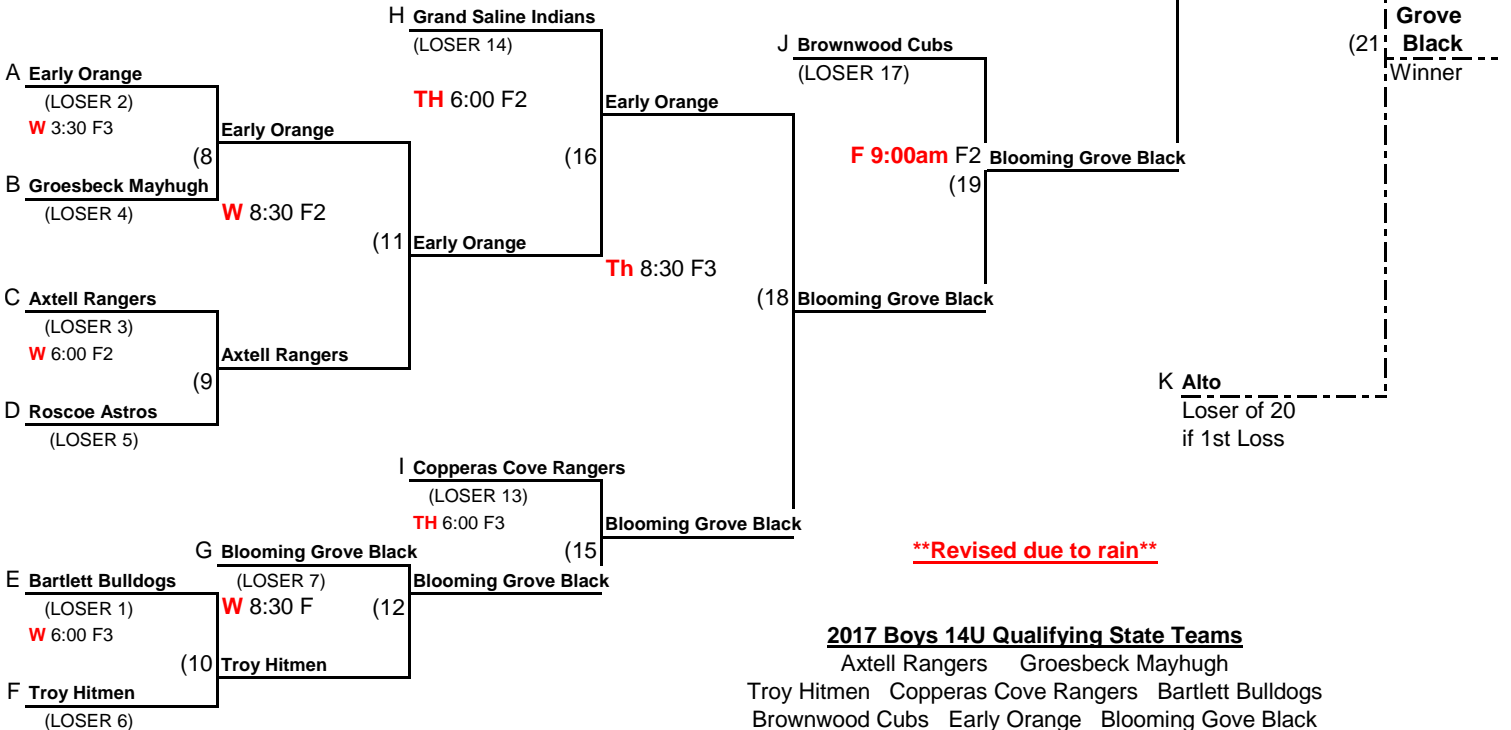 H Grand Saline Indians
Grove
(LOSER 14)
J Brownwood Cubs
(21 Black
A Early Orange
(LOSER 17)
Winner
(LOSER 2)
TH 6:00 F2
Early Orange
W 3:30 F3
Early Orange
(8
(16
F 9:00am F2 Blooming Grove Black
B Groesbeck Mayhugh
(19
(LOSER 4)
W 8:30 F2
(11 Early Orange
Th 8:30 F3
C Axtell Rangers
(18 Blooming Grove Black
(LOSER 3)
W 6:00 F2
Axtell Rangers
(9
K Alto
D Roscoe Astros
Loser of 20
(LOSER 5)
if 1st Loss
I Copperas Cove Rangers
(LOSER 13)
TH 6:00 F3
Blooming Grove Black
G Blooming Grove Black
(15
**Revised due to rain**
E Bartlett Bulldogs
(LOSER 7)
Blooming Grove Black
(LOSER 1)
W 8:30 F
(12
W 6:00 F3
2017 Boys 14U Qualifying State Teams
(10 Troy Hitmen
Axtell Rangers Groesbeck Mayhugh
F Troy Hitmen
Troy Hitmen Copperas Cove Rangers Bartlett Bulldogs
(LOSER 6)
Brownwood Cubs Early Orange Blooming Gove Black